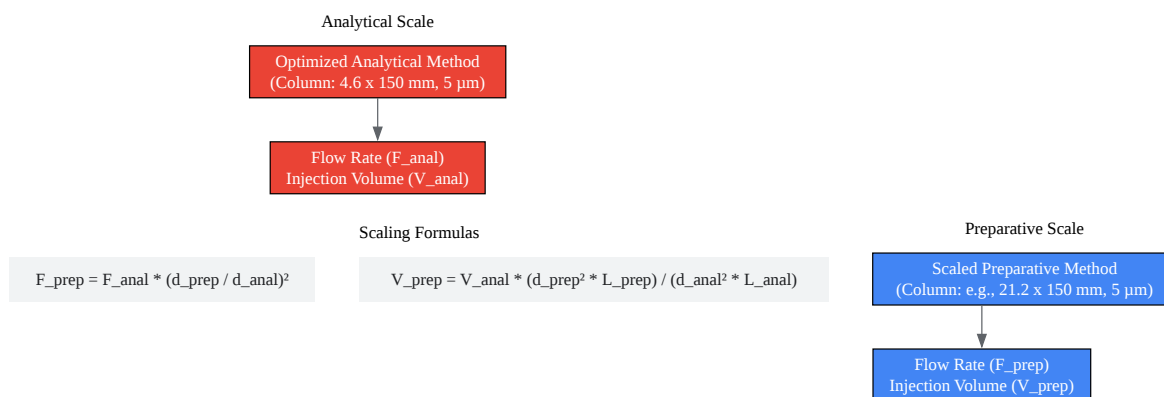 Analytical Scale
Optimized Analytical Method
(Column: 4.6 x 150 mm, 5 µm)
Flow Rate (F_anal)
Injection Volume (V_anal)
Scaling Formulas
F_prep = F_anal * (d_prep / d_anal)²
V_prep = V_anal * (d_prep² * L_prep) / (d_anal² * L_anal)
Preparative Scale
Scaled Preparative Method
(Column: e.g., 21.2 x 150 mm, 5 µm)
Flow Rate (F_prep)
Injection Volume (V_prep)